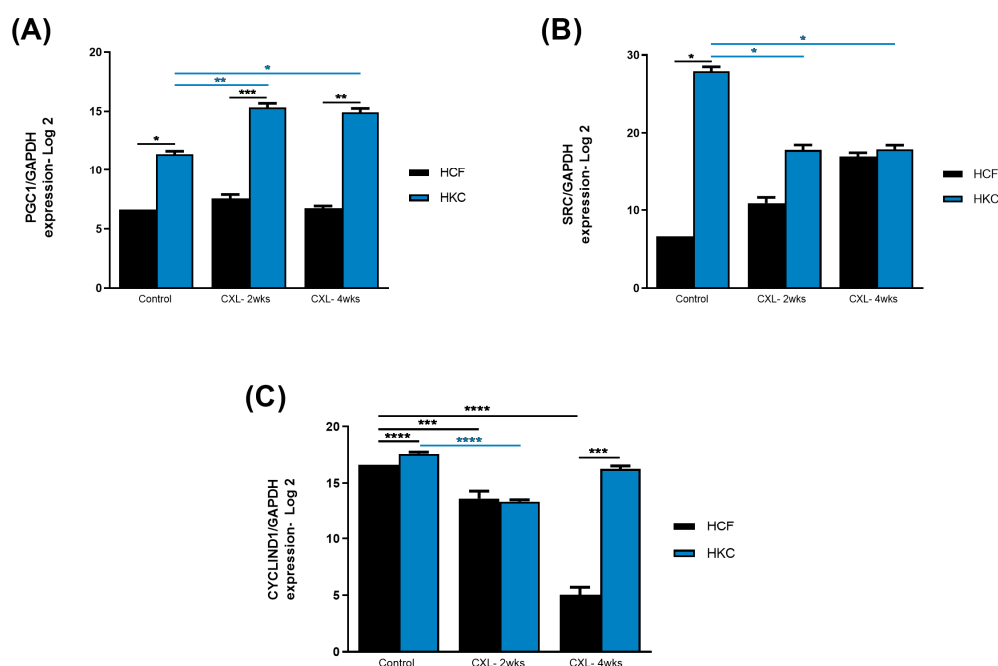 (A)
20
15
10
5
0
PGC1/GAPDH
expression- Log 2
*
**
*
***
**
Control
CXL- 2wks
CXL- 4wks
HCF
HKC
(B)
30
20
10
0
SRC/GAPDH
expression- Log 2
*
*
*
Control
CXL- 2wks
CXL- 4wks
HCF
HKC
(C)
20
15
10
5
0
CYCLIND1/GAPDH
expression- Log 2
****
***
****
****
***
Control
CXL- 2wks
CXL- 4wks
HCF
HKC